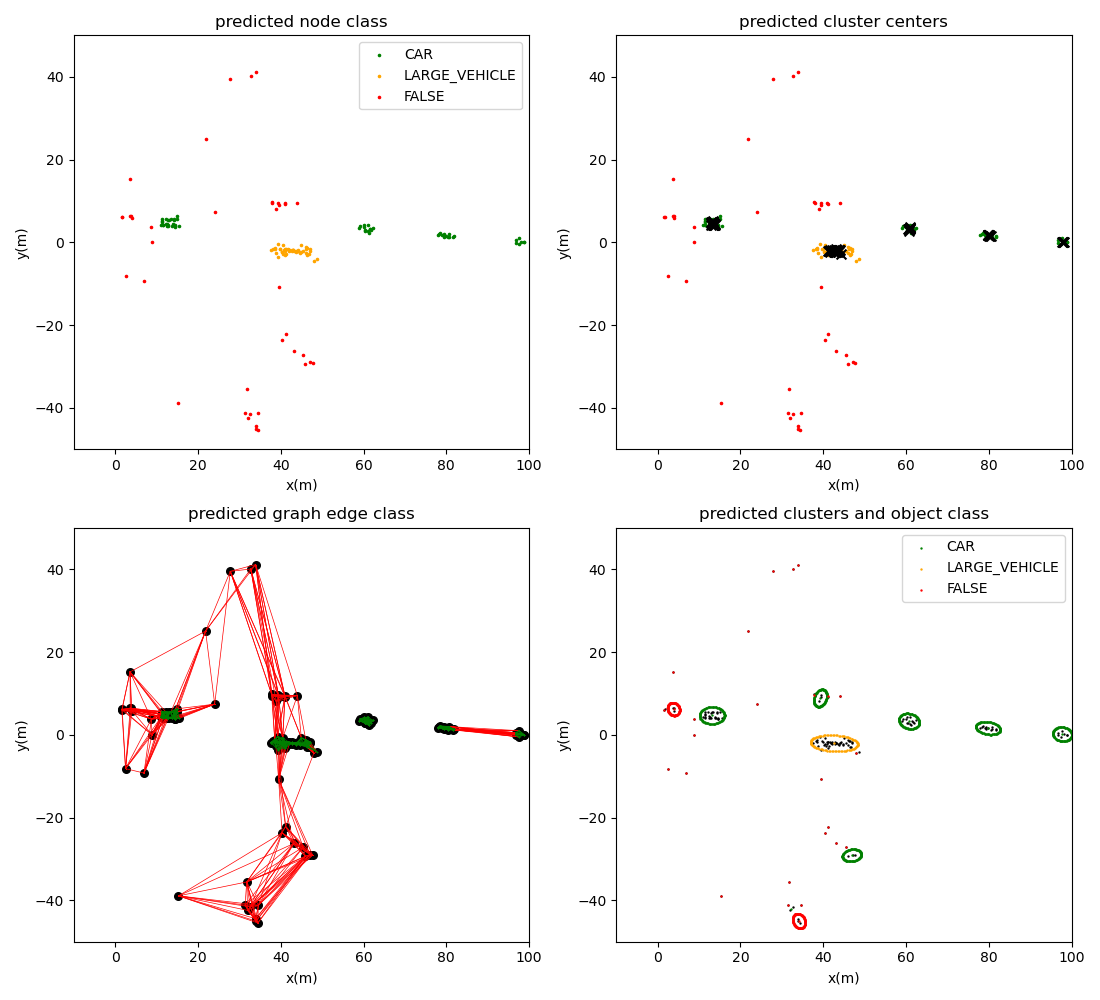 predicted node class
CAR
LARGE_VEHICLE
FALSE
40
20
0
−20
−40
y(m)
0 20 40 60 80 100
x(m)
predicted cluster centers
40
20
0
−20
−40
y(m)
0 20 40 60 80 100
x(m)
predicted graph edge class
40
20
0
−20
−40
y(m)
0 20 40 60 80 100
x(m)
predicted clusters and object class
CAR
LARGE_VEHICLE
FALSE
40
20
0
−20
−40
y(m)
0 20 40 60 80 100
x(m)